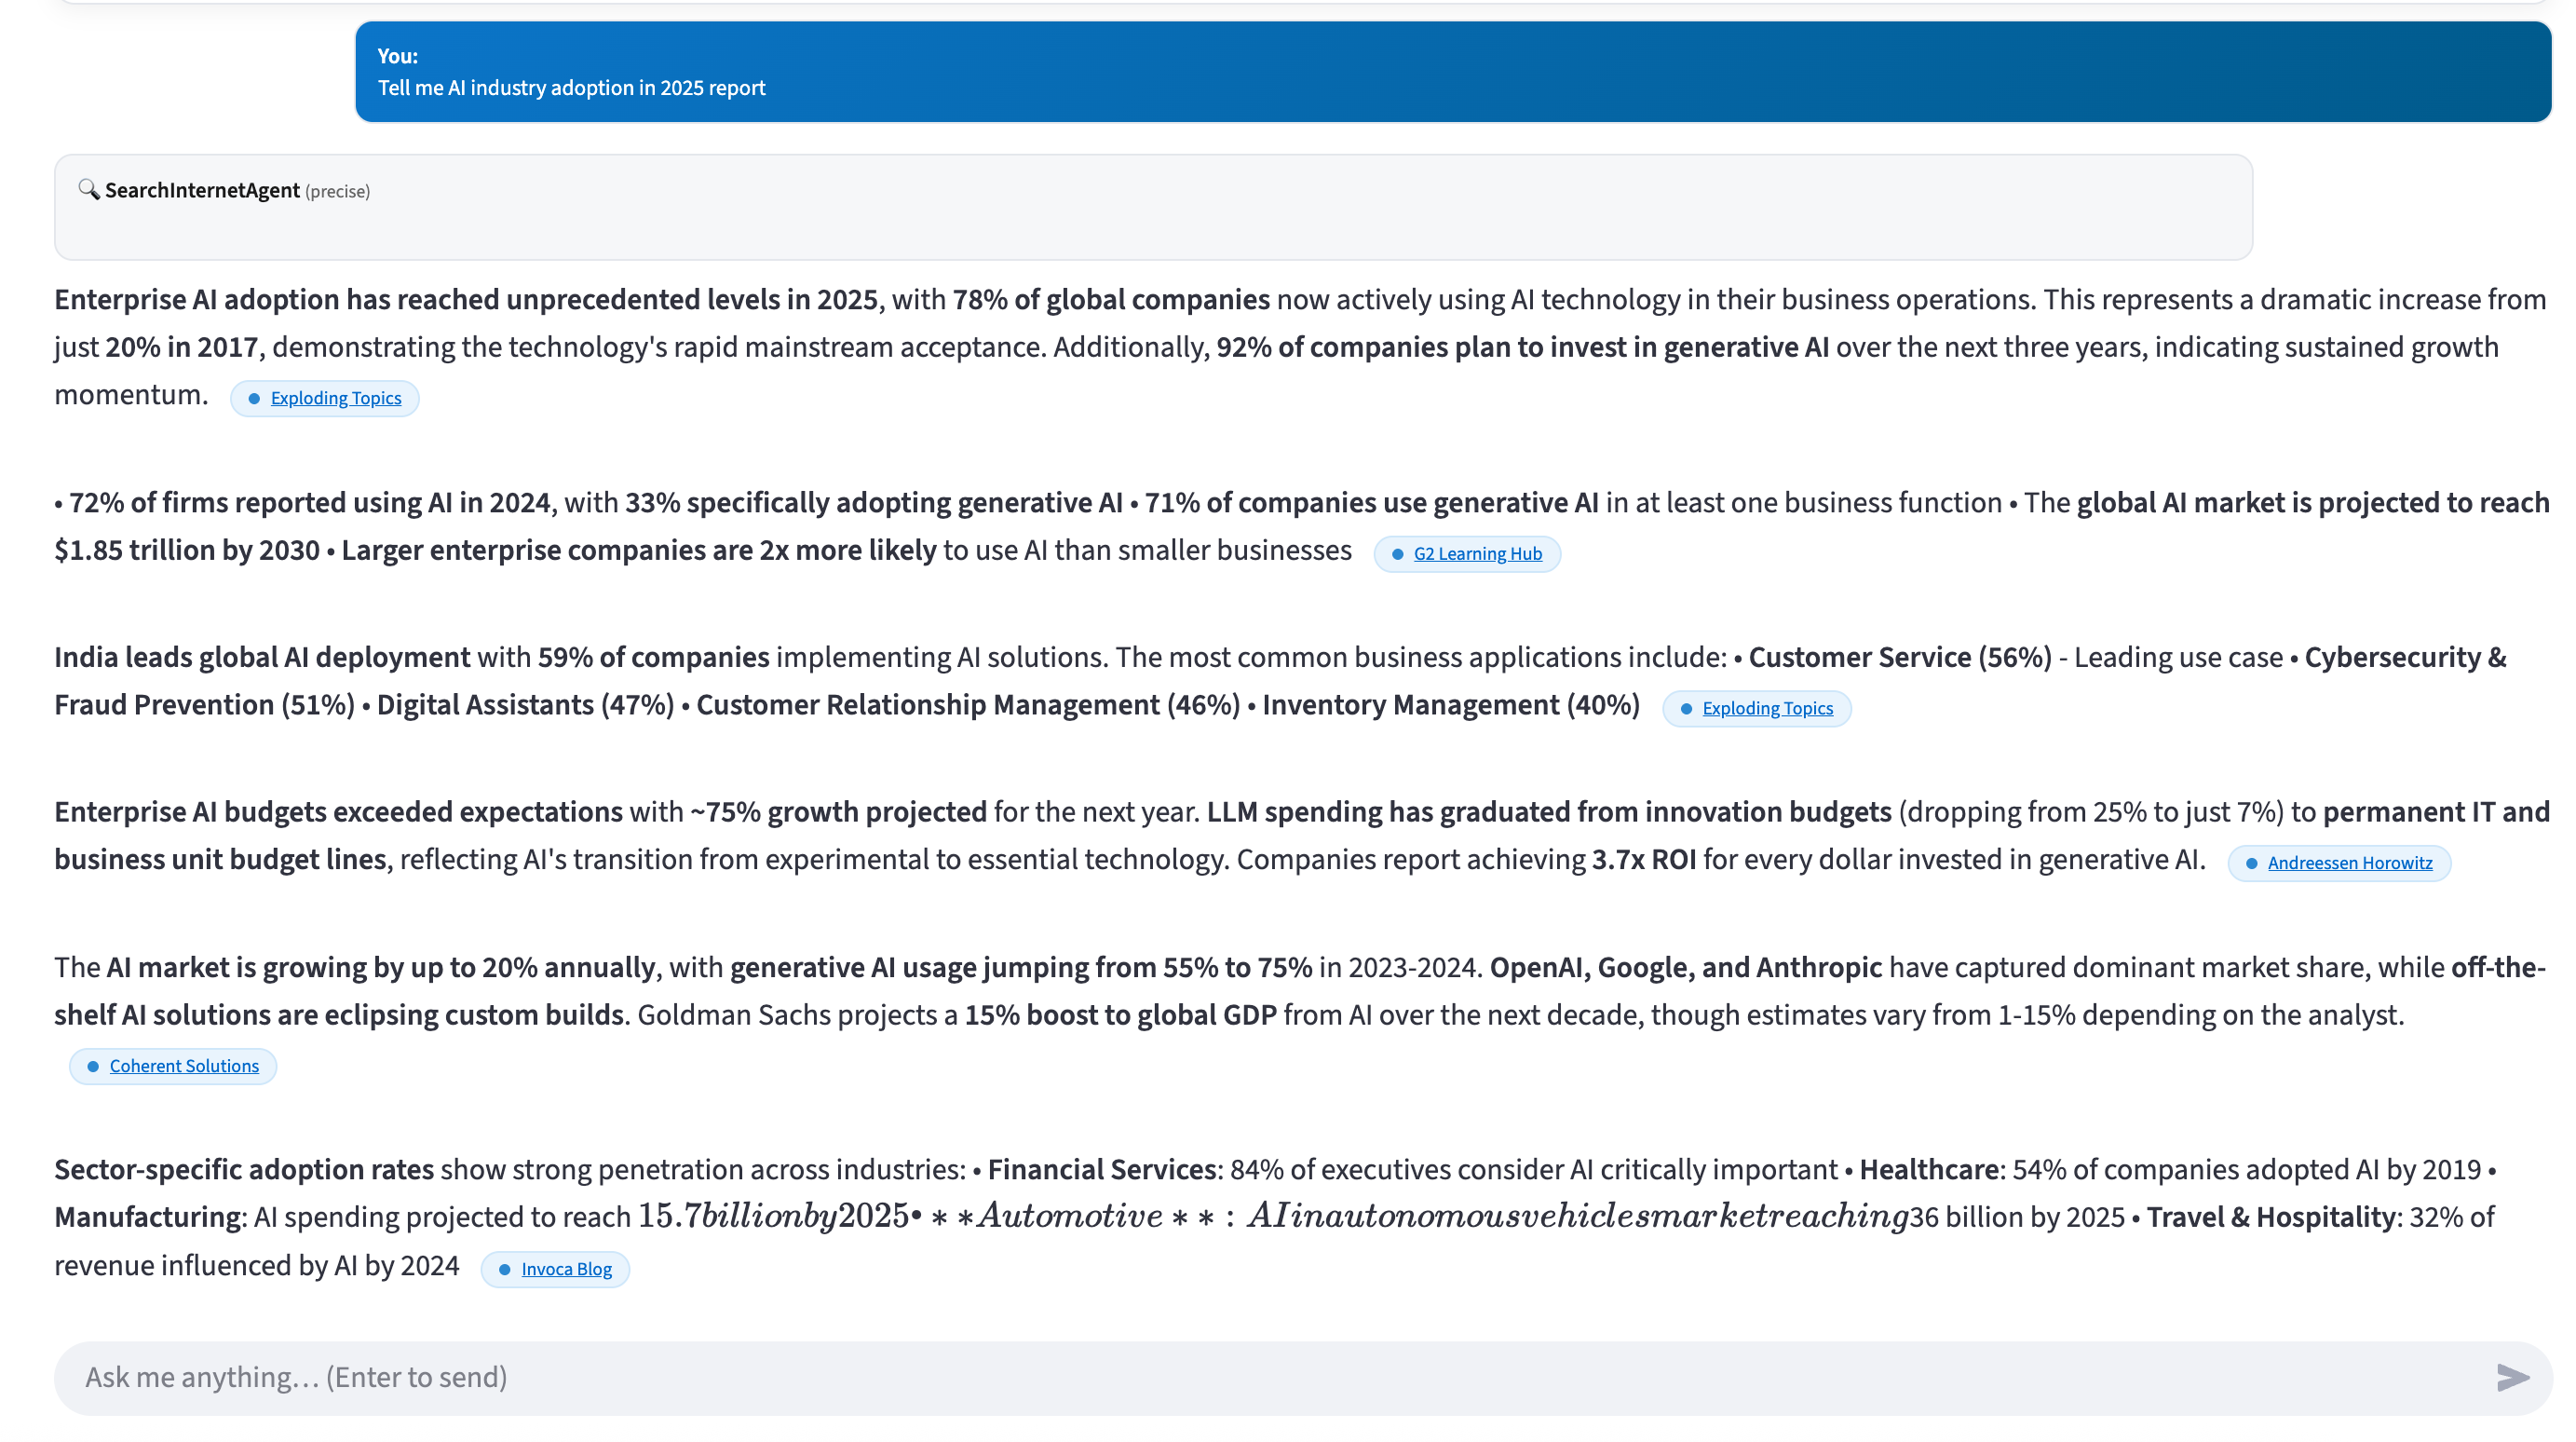 You:
Tell me AI industry adoption in 2025 report
🔍 SearchInternetAgent (precise)
Enterprise AI adoption has reached unprecedented levels in 2025, with 78% of global companies now actively using AI technology in their business operations. This represents a dramatic increase from
just 20% in 2017, demonstrating the technology's rapid mainstream acceptance. Additionally, 92% of companies plan to invest in generative AI over the next three years, indicating sustained growth
momentum. ● Exploding Topics
• 72% of firms reported using AI in 2024, with 33% specifically adopting generative AI • 71% of companies use generative AI in at least one business function • The global AI market is projected to reach
$1.85 trillion by 2030 • Larger enterprise companies are 2x more likely to use AI than smaller businesses ● G2 Learning Hub
India leads global AI deployment with 59% of companies implementing AI solutions. The most common business applications include: • Customer Service (56%) - Leading use case • Cybersecurity &
Fraud Prevention (51%) • Digital Assistants (47%) • Customer Relationship Management (46%) • Inventory Management (40%) ● Exploding Topics
Enterprise AI budgets exceeded expectations with ~75% growth projected for the next year. LLM spending has graduated from innovation budgets (dropping from 25% to just 7%) to permanent IT and
business unit budget lines, reflecting AI's transition from experimental to essential technology. Companies report achieving 3.7x ROI for every dollar invested in generative AI. ● Andreessen Horowitz
The AI market is growing by up to 20% annually, with generative AI usage jumping from 55% to 75% in 2023-2024. OpenAI, Google, and Anthropic have captured dominant market share, while off-the-
shelf AI solutions are eclipsing custom builds. Goldman Sachs projects a 15% boost to global GDP from AI over the next decade, though estimates vary from 1-15% depending on the analyst.
● Coherent Solutions
Sector-specific adoption rates show strong penetration across industries: • Financial Services: 84% of executives consider AI critically important • Healthcare: 54% of companies adopted AI by 2019 •
Manufacturing: AI spending projected to reach 15.7billionby2025• ∗ ∗Automotive ∗ ∗ : AIinautonomousvehiclesmarketreaching36 billion by 2025 • Travel & Hospitality: 32% of
revenue influenced by AI by 2024 ● Invoca Blog
Ask me anything… (Enter to send)